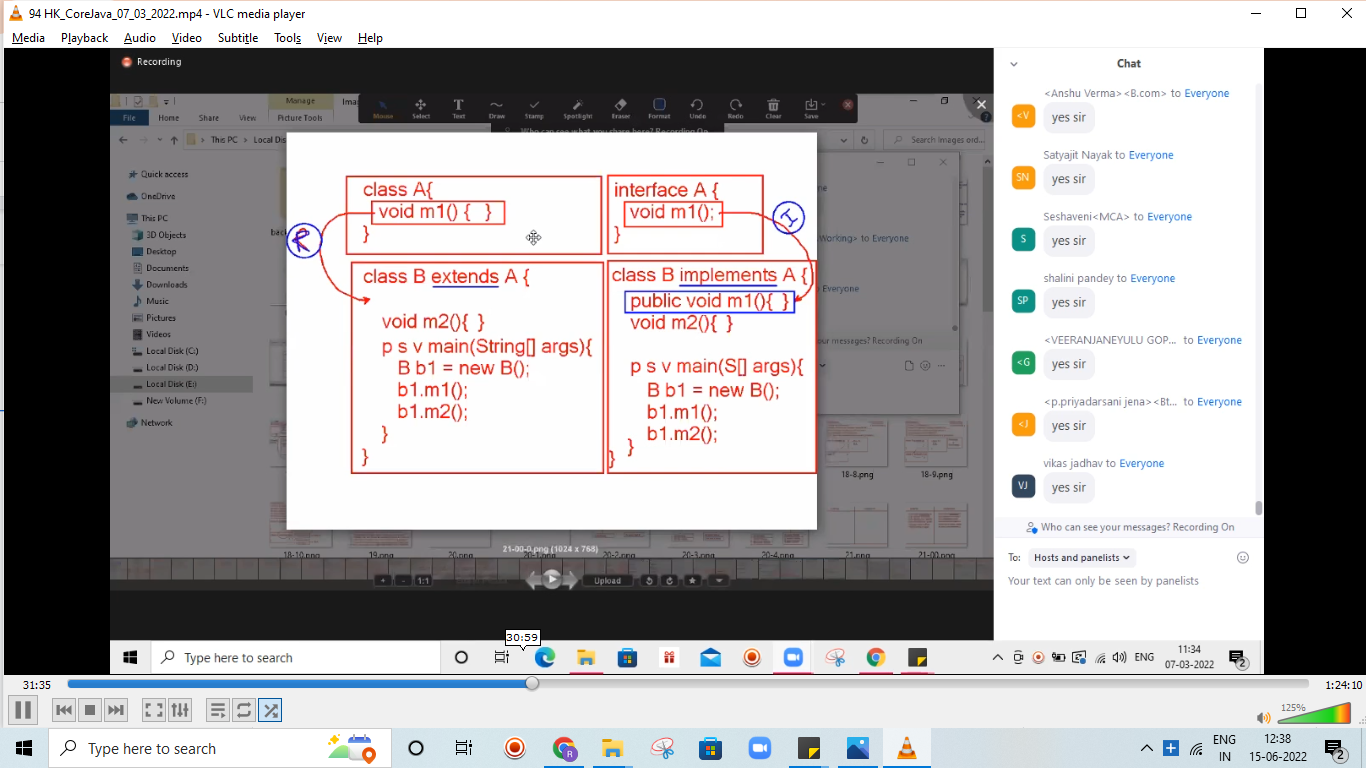 94 HK_CoreJava_07_03_2022.mp4 - VLC media player
Media Playback Audio Video Subtitle Tools View Help
Recording
Manage
Picture Tools
File Home Share View
Mouse Select Text Draw Stamp Spotlight Eraser Format Undo Redo Clear Save
Who can see what you share here? Recording On
This PC
Local Dis
Search Images ord...
Quick access
OneDrive
This PC
3D Objects
Desktop
Documents
Downloads
Music
Pictures
Videos
Local Disk (C:)
Local Disk (D:)
Local Disk (E:)
New Volume (F:)
Network
class A{
void m1() { }
}
R
class B extends A {
void m2(){ }
p s v main(String[] args){
B b1 = new B();
b1.m1();
b1.m2();
}
}
interface A {
void m1();
}
I
class B implements A {
public void m1(){ }
void m2(){ }
p s v main(S[] args){
B b1 = new B();
b1.m1();
b1.m2();
}
}
Working> to Everyone
Everyone
your messages? Recording On
18-8.png 18-9.png
18-10.png 19.png 20.png 20-1.png 20-2.png 20-3.png 20-4.png 21.png 21-00.png
21-00-0.png (1024 x 768)
+ - 1:1
Upload
Chat
<Anshu Verma><B.com> to Everyone
<V
yes sir
Satyajit Nayak to Everyone
SN
yes sir
Seshaveni<MCA> to Everyone
S
yes sir
shalini pandey to Everyone
SP
yes sir
<VEERANJANEYULU GOP... to Everyone
<G
yes sir
<p.priyadarsani jena><Bt... to Everyone
<J
yes sir
vikas jadhav to Everyone
VJ
yes sir
Who can see your messages? Recording On
To: Hosts and panelists
Your text can only be seen by panelists
30:59
Type here to search
ENG
11:34
07-03-2022
2
31:35
1:24:10
125%
Type here to search
R
ENG
IN
12:38
15-06-2022
2